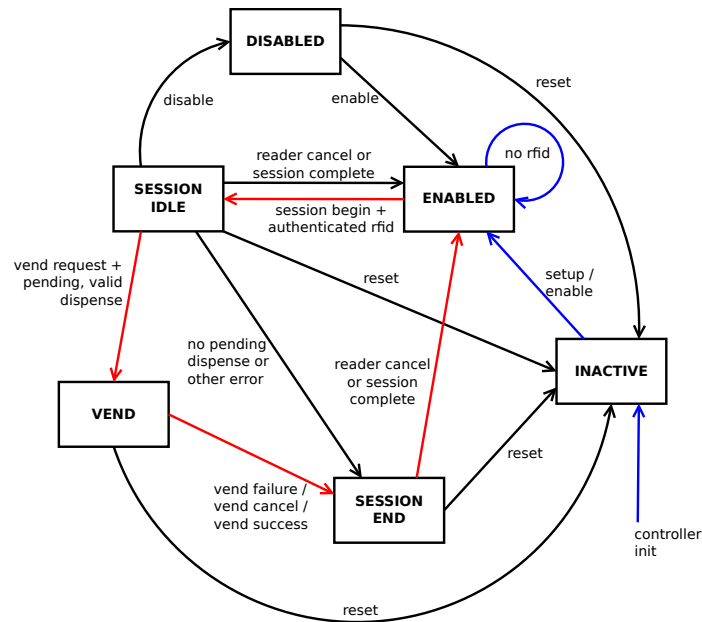 DISABLED
reset
disable
enable
no rfid
reader cancel or
session complete
SESSION
IDLE
ENABLED
session begin +
authenticated rfid
vend request +
pending, valid
dispense
reset
setup /
enable
no pending
dispense or
other error
reader cancel
or session
complete
INACTIVE
VEND
reset
vend failure /
vend cancel /
vend success
SESSION
END
controller
init
reset